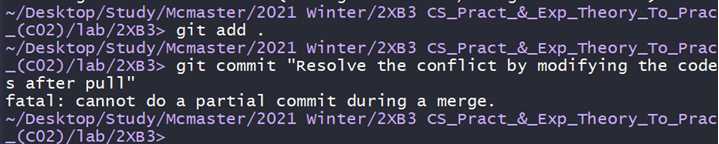 ~/Desktop/Study/Mcmaster/2021 Winter/2XB3 CS_Pract_&_Exp_Theory_To_Prac
_(C02)/lab/2XB3> git add .
~/Desktop/Study/Mcmaster/2021 Winter/2XB3 CS_Pract_&_Exp_Theory_To_Prac
_(C02)/lab/2XB3> git commit "Resolve the conflict by modifying the code
s after pull"
fatal: cannot do a partial commit during a merge.
~/Desktop/Study/Mcmaster/2021 Winter/2XB3 CS_Pract_&_Exp_Theory_To_Prac
_(C02)/lab/2XB3>